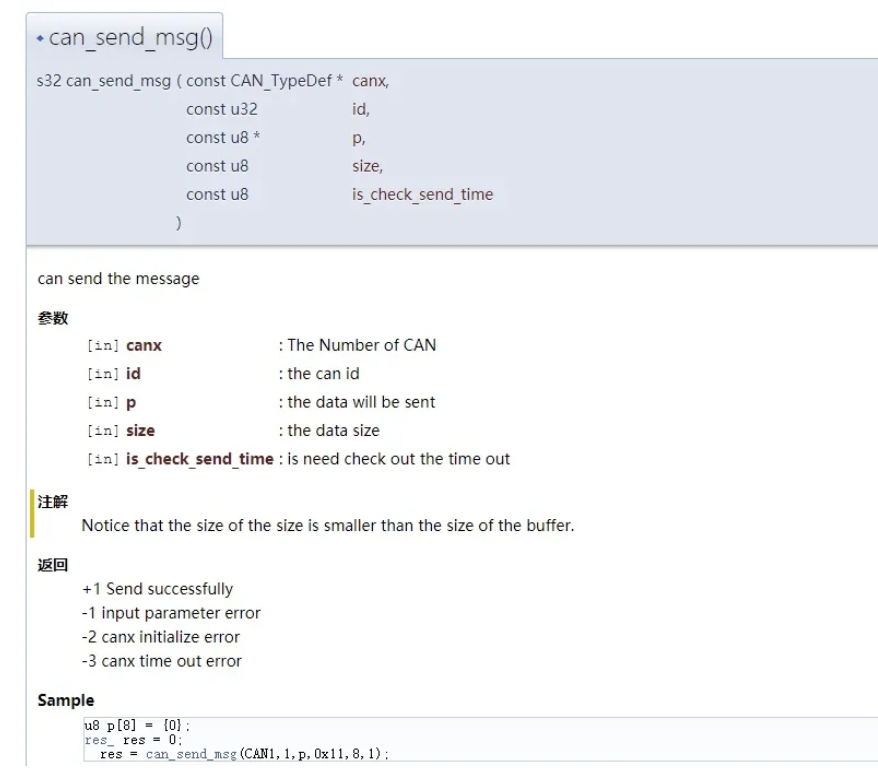 can_send_msg()
s32 can_send_msg ( const CAN_TypeDef * canx,
const u32 id,
const u8 * p,
const u8 size,
const u8 is_check_send_time
)
can send the message
参数
[in] canx : The Number of CAN
[in] id : the can id
[in] p : the data will be sent
[in] size : the data size
[in] is_check_send_time : is need check out the time out
注解
Notice that the size of the size is smaller than the size of the buffer.
返回
+1 Send successfully
-1 input parameter error
-2 canx initialize error
-3 canx time out error
Sample
u8 p[8] = {0};
res_ res = 0;
res = can_send_msg(CAN1,1,p,0x11,8,1);